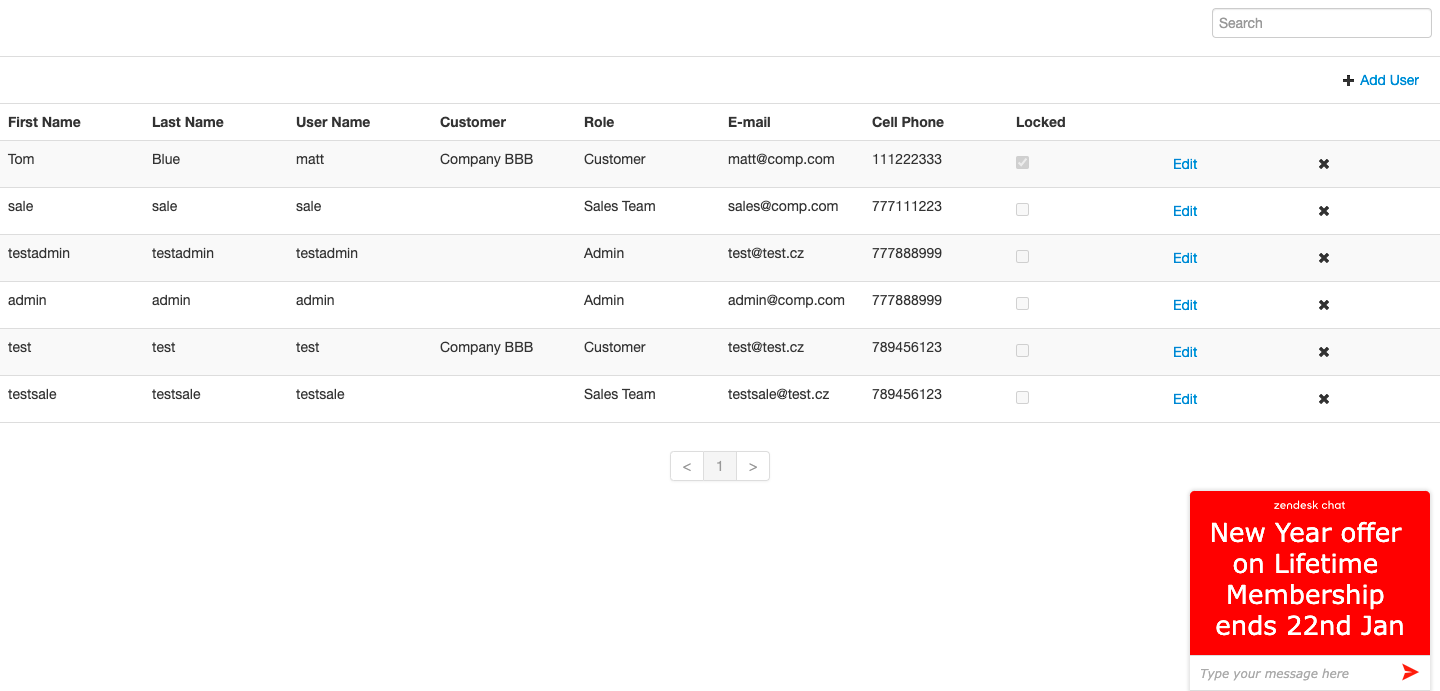 Search
Add User
First Name Last Name User Name Customer Role E-mail Cell Phone Locked
Tom Blue matt Company BBB Customer matt@comp.com 111222333 Edit
sale sale sale Sales Team sales@comp.com 777111223 Edit
testadmin testadmin testadmin Admin test@test.cz 777888999 Edit
admin admin admin Admin admin@comp.com 777888999 Edit
test test test Company BBB Customer test@test.cz 789456123 Edit
testsale testsale testsale Sales Team testsale@test.cz 789456123 Edit
< 1 >
zendesk chat
New Year offer
on Lifetime
Membership
ends 22nd Jan
Type your message here